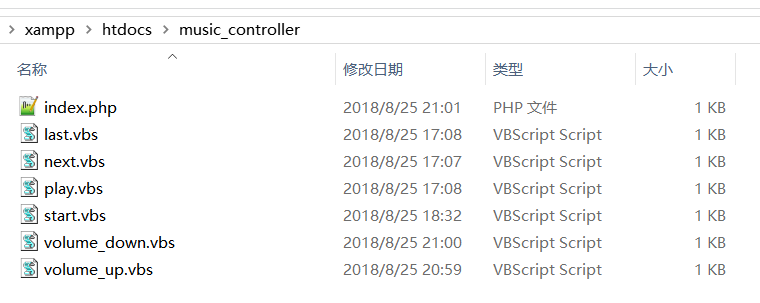 xampp > htdocs > music_controller
名称 修改日期 类型 大小
index.php 2018/8/25 21:01 PHP 文件 1 KB
last.vbs 2018/8/25 17:08 VBScript Script 1 KB
next.vbs 2018/8/25 17:07 VBScript Script 1 KB
play.vbs 2018/8/25 17:08 VBScript Script 1 KB
start.vbs 2018/8/25 18:32 VBScript Script 1 KB
volume_down.vbs 2018/8/25 21:00 VBScript Script 1 KB
volume_up.vbs 2018/8/25 20:59 VBScript Script 1 KB